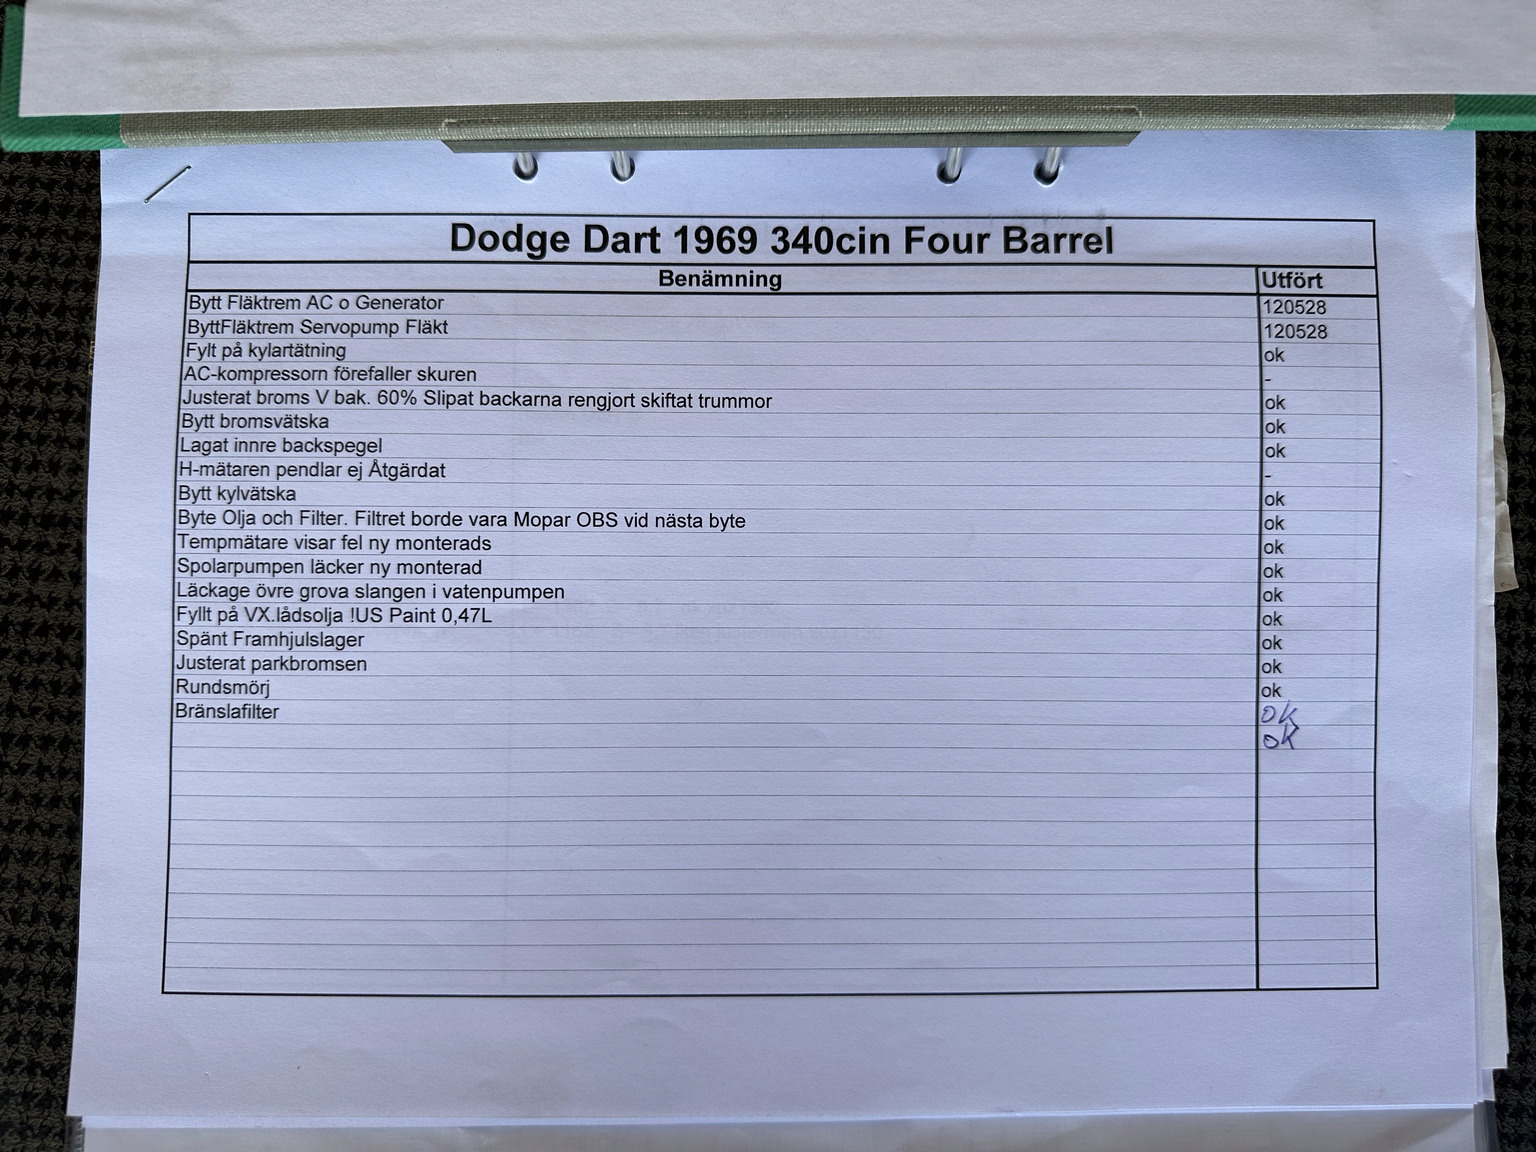 Dodge Dart 1969 340cin Four Barrel
Benämning Utfört
Bytt Fläktrem AC o Generator 120528
ByttFläktrem Servopump Fläkt 120528
Fylt på kylartätning ok
AC-kompressorn förefaller skuren -
Justerat broms V bak. 60% Slipat backarna rengjort skiftat trummor ok
Bytt bromsvätska ok
Lagat innre backspegel ok
H-mätaren pendlar ej Åtgärdat -
Bytt kylvätska ok
Byte Olja och Filter. Filtret borde vara Mopar OBS vid nästa byte ok
Tempmätare visar fel ny monterads ok
Spolarpumpen läcker ny monterad ok
Läckage övre grova slangen i vatenpumpen ok
Fyllt på VX.lådsolja !US Paint 0,47L ok
Spänt Framhjulslager ok
Justerat parkbromsen ok
Rundsmörj ok
Bränslafilter OK
OK